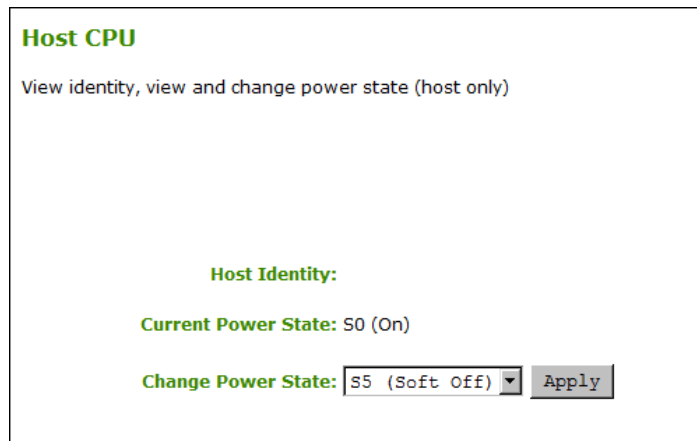 Host CPU
View identity, view and change power state (host only)
Host Identity:
Current Power State: S0 (On)
Change Power State: S5 (Soft Off) Apply